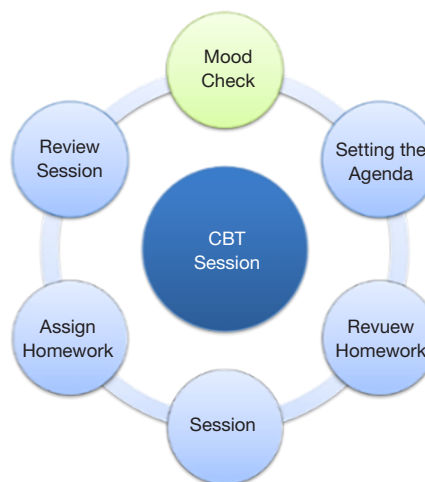 Mood
Check
Setting the
Agenda
Revuew
Homework
Session
Assign
Homework
Review
Session
CBT
Session